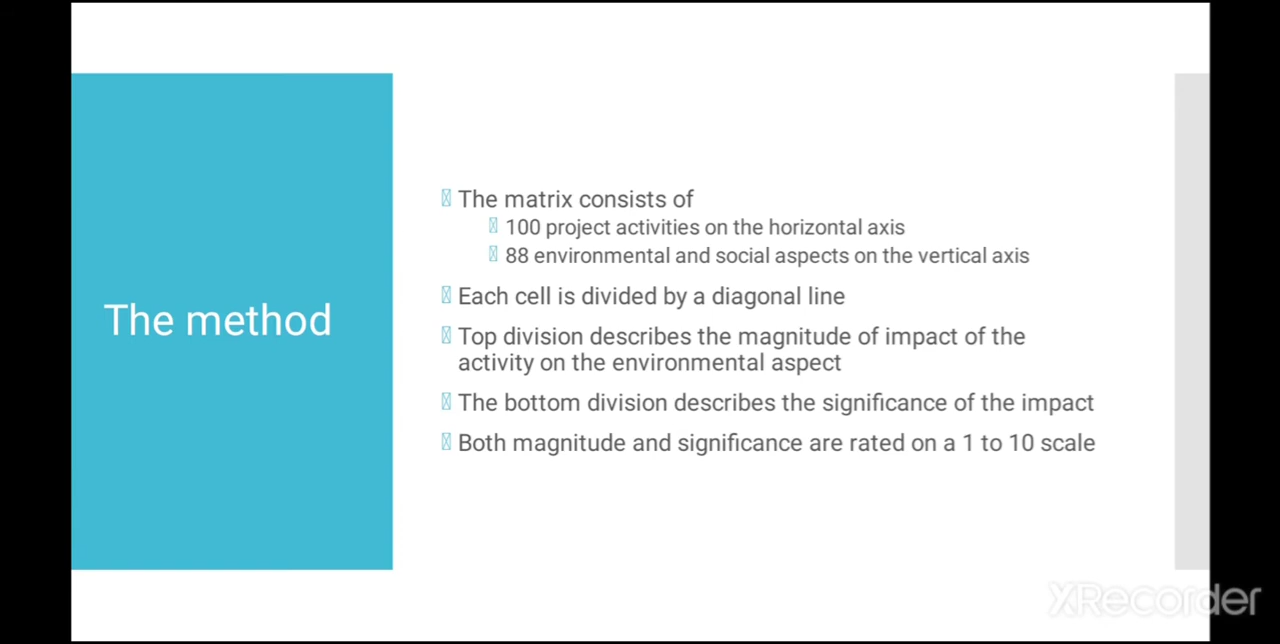 The method
The matrix consists of
100 project activities on the horizontal axis
88 environmental and social aspects on the vertical axis
Each cell is divided by a diagonal line
Top division describes the magnitude of impact of the
activity on the environmental aspect
The bottom division describes the significance of the impact
Both magnitude and significance are rated on a 1 to 10 scale
XRecorder